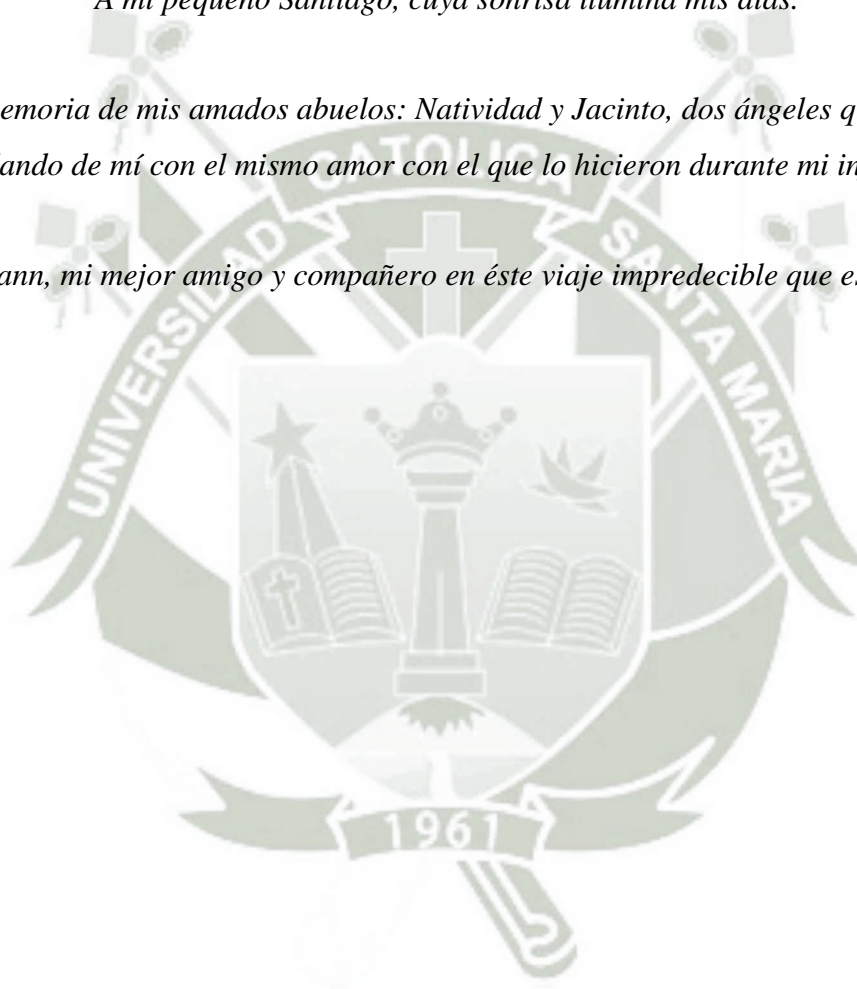 A mi pequeño Santiago, cuya sonrisa ilumina mis días.
emoria de mis amados abuelos: Natividad y Jacinto, dos ángeles q
ando de mí con el mismo amor con el que lo hicieron durante mi in
ann, mi mejor amigo y compañero en éste viaje impredecible que es
UNIVERSIDAD CATOLICA SANTA MARIA
1961